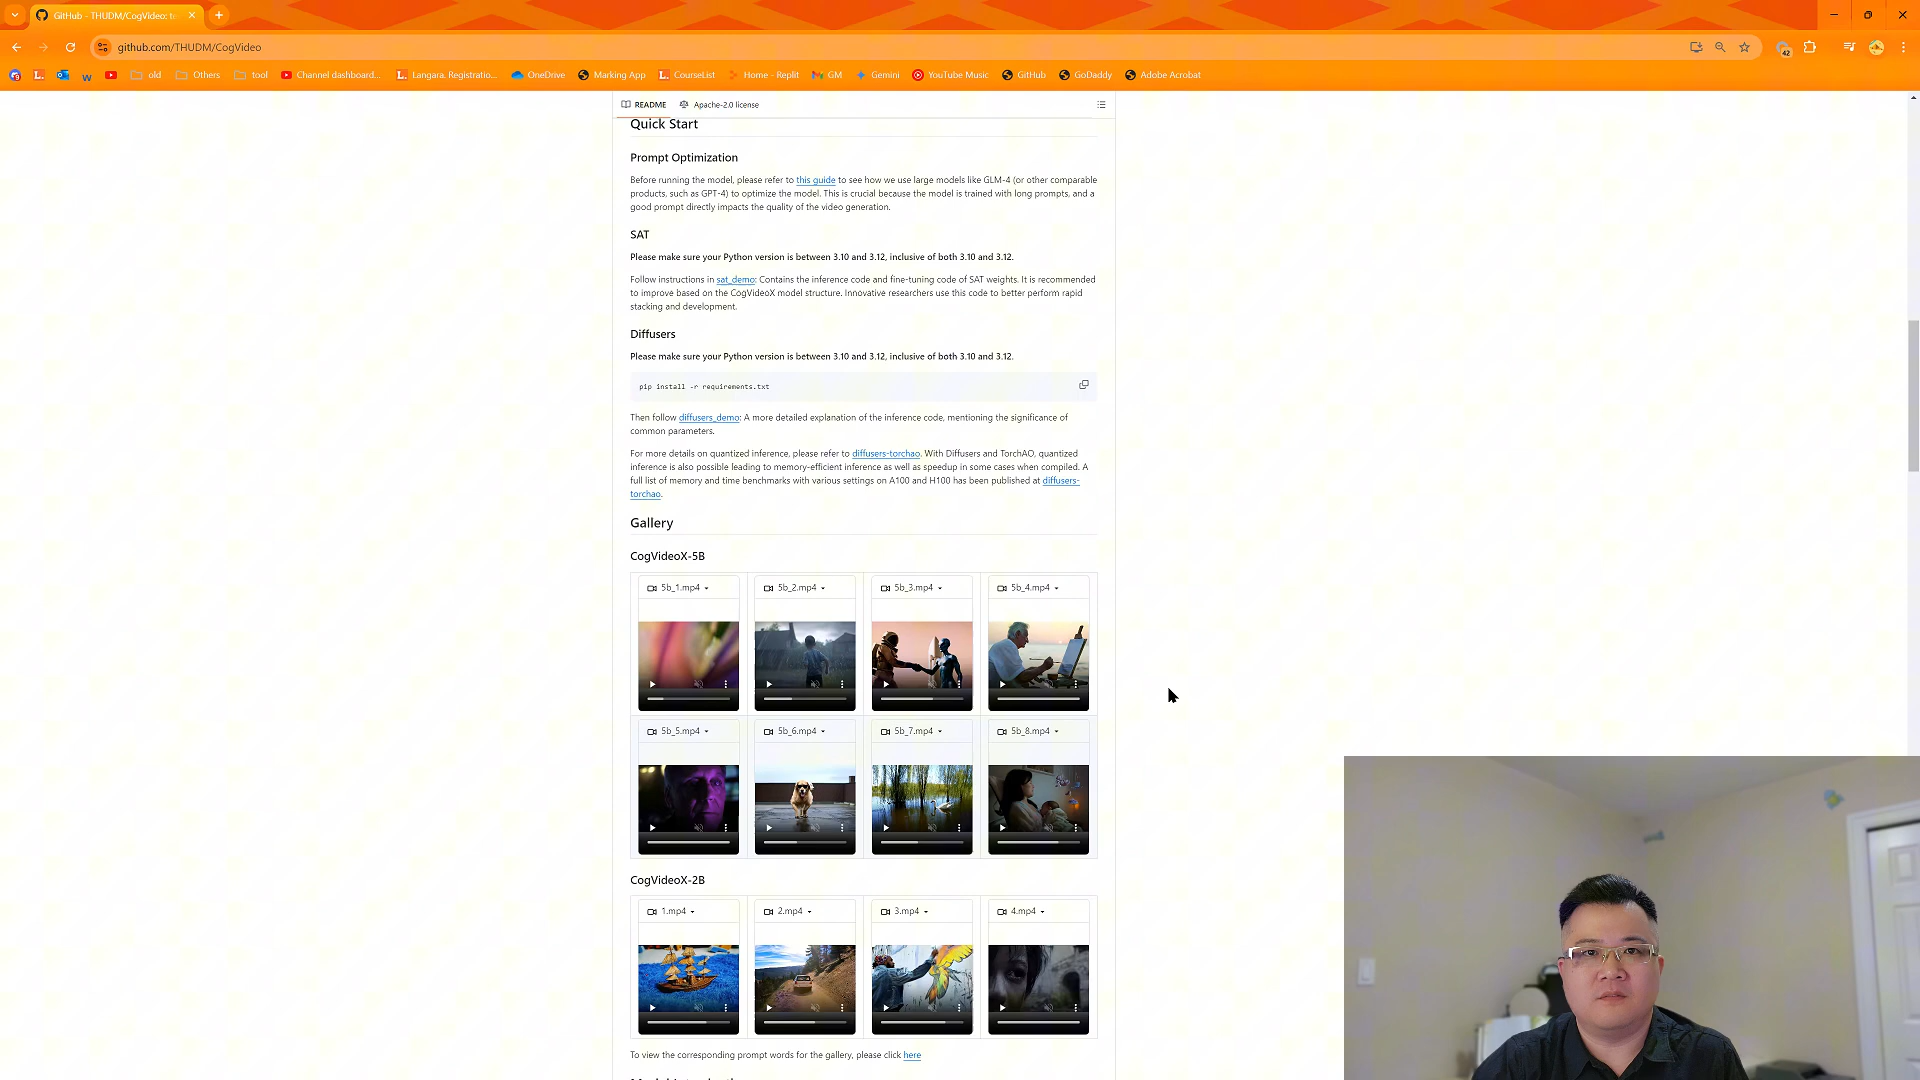 GitHub - THUDM/CogVideo: te
github.com/THUDM/CogVideo
42
old
Others
tool
Channel dashboard...
Langara. Registratio...
OneDrive
Marking App
CourseList
Home - Replit
GM
Gemini
YouTube Music
GitHub
GoDaddy
Adobe Acrobat
README
Apache-2.0 license
Quick Start
Prompt Optimization
Before running the model, please refer to this guide to see how we use large models like GLM-4 (or other comparable
products, such as GPT-4) to optimize the model. This is crucial because the model is trained with long prompts, and a
good prompt directly impacts the quality of the video generation.
SAT
Please make sure your Python version is between 3.10 and 3.12, inclusive of both 3.10 and 3.12.
Follow instructions in sat_demo: Contains the inference code and fine-tuning code of SAT weights. It is recommended
to improve based on the CogVideoX model structure. Innovative researchers use this code to better perform rapid
stacking and development.
Diffusers
Please make sure your Python version is between 3.10 and 3.12, inclusive of both 3.10 and 3.12.
pip install -r requirements.txt
Then follow diffusers_demo: A more detailed explanation of the inference code, mentioning the significance of
common parameters.
For more details on quantized inference, please refer to diffusers-torchao. With Diffusers and TorchAO, quantized
inference is also possible leading to memory-efficient inference as well as speedup in some cases when compiled. A
full list of memory and time benchmarks with various settings on A100 and H100 has been published at diffusers-
torchao.
Gallery
CogVideoX-5B
5b_1.mp4
5b_2.mp4
5b_3.mp4
5b_4.mp4
5b_5.mp4
5b_6.mp4
5b_7.mp4
5b_8.mp4
CogVideoX-2B
1.mp4
2.mp4
3.mp4
4.mp4
To view the corresponding prompt words for the gallery, please click here